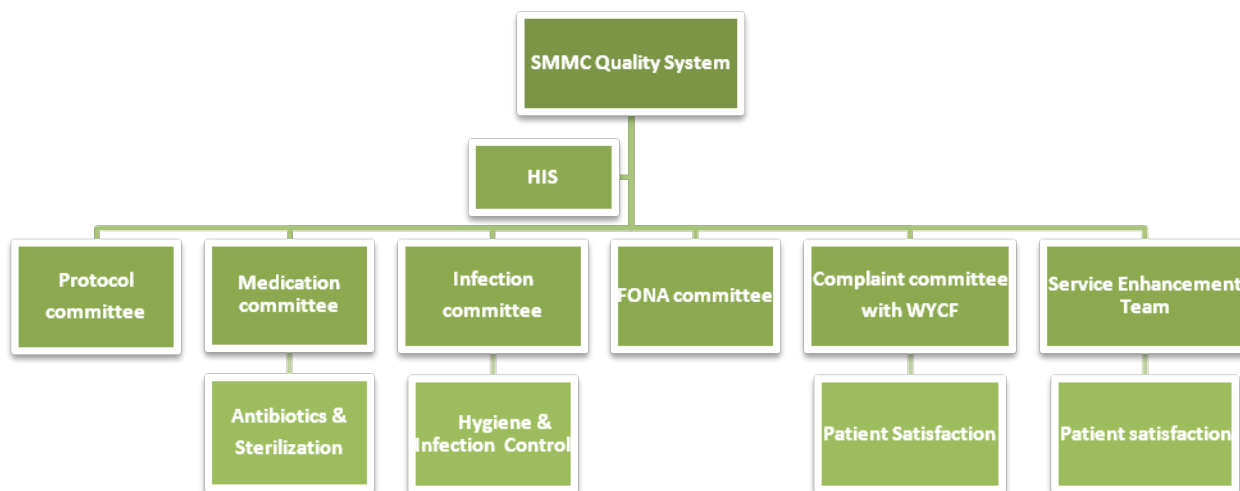 SMMC Quality System
HIS
Protocol
committee
Medication
committee
Infection
committee
FONA committee
Complaint committee
with WYCF
Service Enhancement
Team
Antibiotics &
Sterilization
Hygiene &
Infection Control
Patient Satisfaction
Patient satisfaction